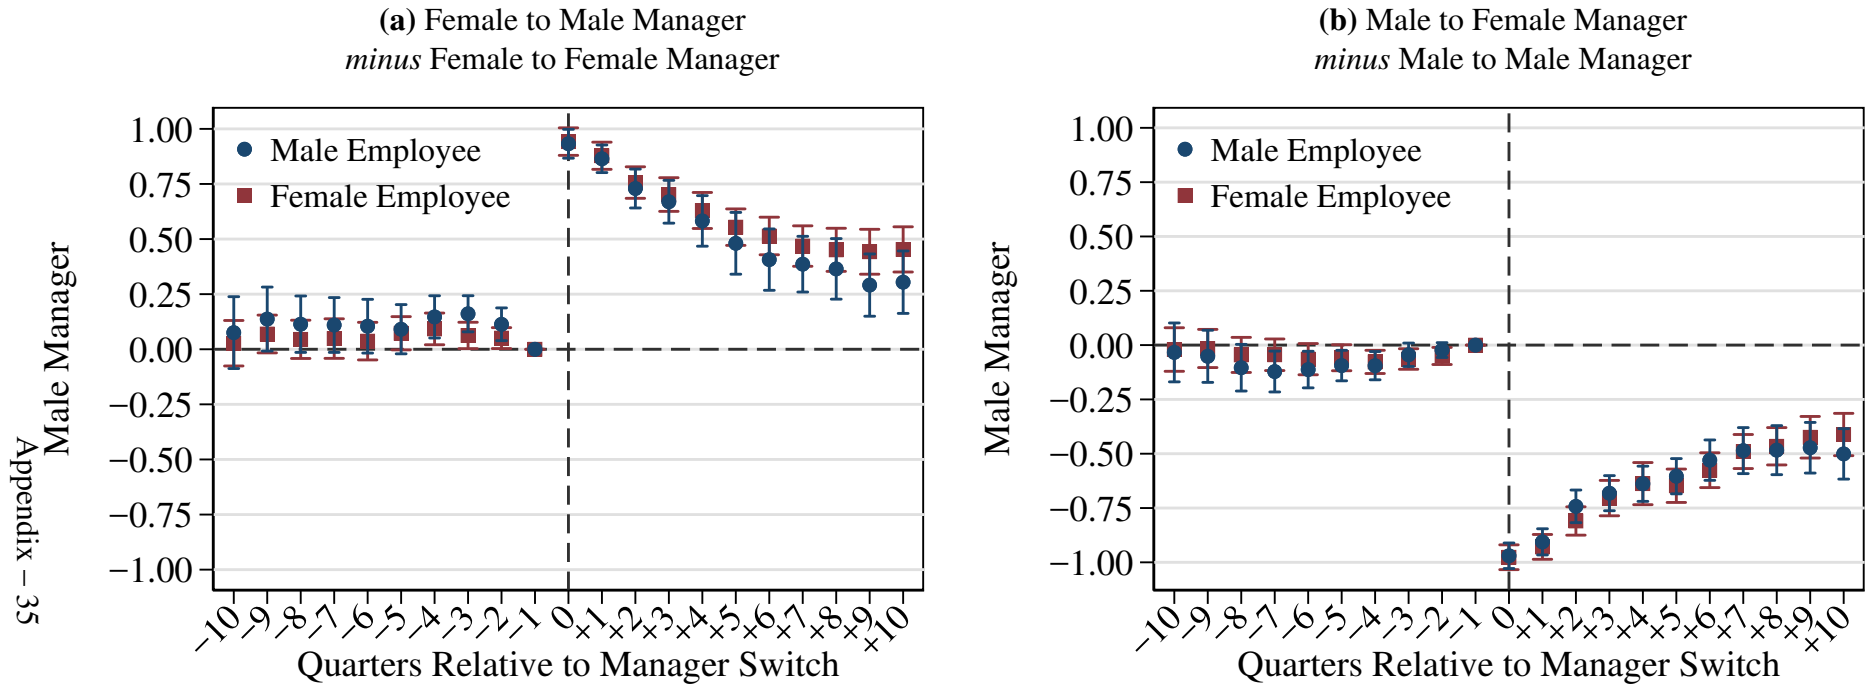 (a) Female to Male Manager
minus Female to Female Manager
Male Manager
1.00
0.75
0.50
0.25
0.00
−0.25
−0.50
−0.75
−1.00
Male Employee
Female Employee
−10 −9 −8 −7 −6 −5 −4 −3 −2 −1 0 +1 +2 +3 +4 +5 +6 +7 +8 +9 +10
Quarters Relative to Manager Switch
(b) Male to Female Manager
minus Male to Male Manager
Male Manager
1.00
0.75
0.50
0.25
0.00
−0.25
−0.50
−0.75
−1.00
Male Employee
Female Employee
−10 −9 −8 −7 −6 −5 −4 −3 −2 −1 0 +1 +2 +3 +4 +5 +6 +7 +8 +9 +10
Quarters Relative to Manager Switch
Appendix – 35